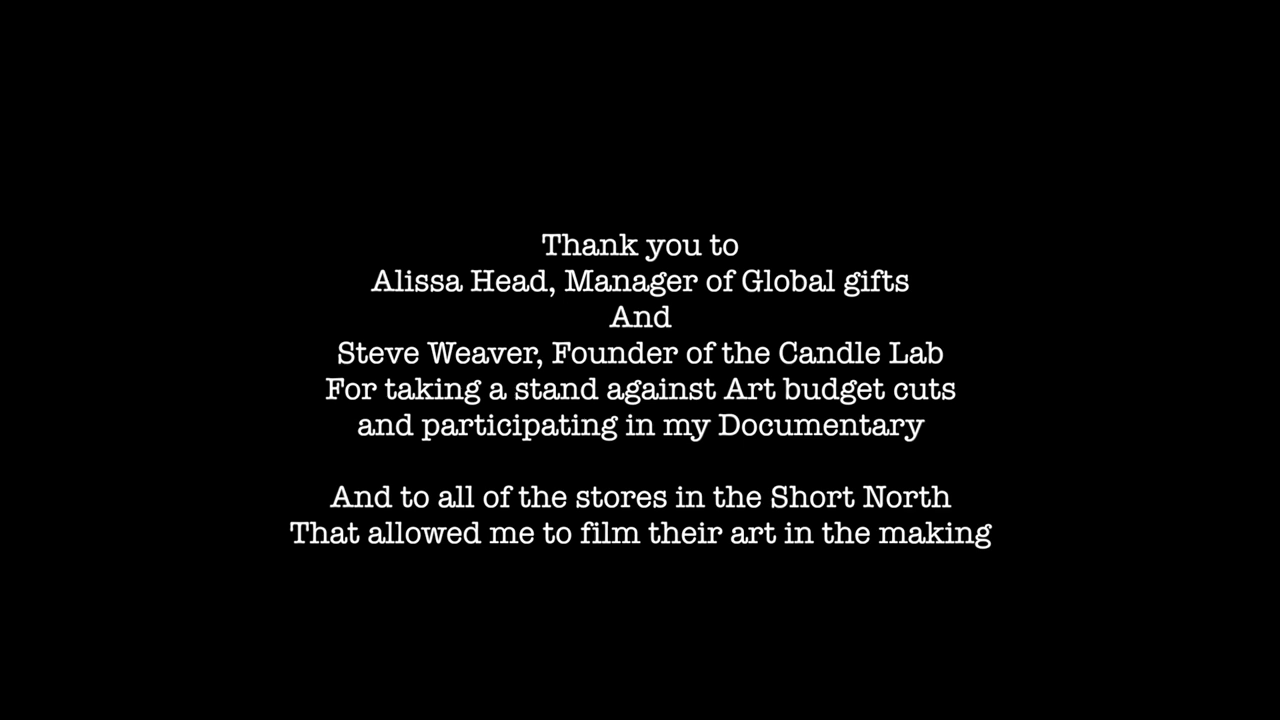 Thank you to
Alissa Head, Manager of Global gifts
And
Steve Weaver, Founder of the Candle Lab
For taking a stand against Art budget cuts
and participating in my Documentary
And to all of the stores in the Short North
That allowed me to film their art in the making